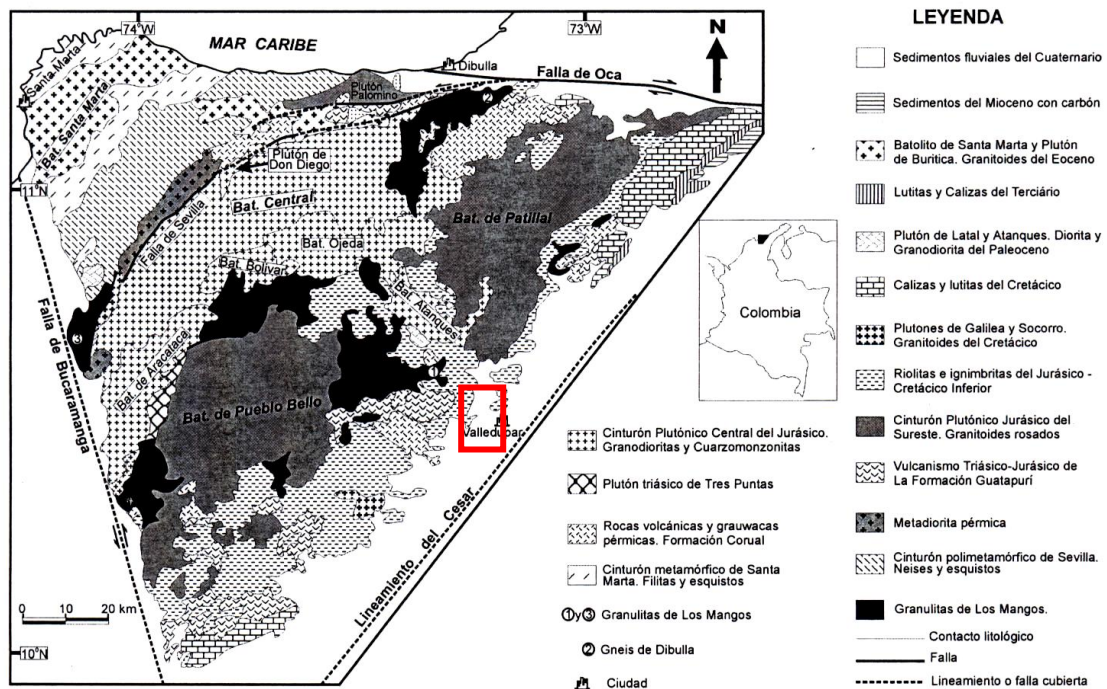 74°W
73°W
MAR CARIBE
N
Santa Marta
Dibulla
Falla de Oca
Plutón
Palomino
Bat. Santa Marta
Plutón de
Don Diego
11°N
Bat. Central
Falla de Sevilla
Bat. de Patillal
Bat. Ojeda
Bat. Bolivar
Bat. Atanques
Falla de Bucaramanga
Bat. de Aracataca
Bat. de Pueblo Bello
Valledupar
Lineamiento del Cesar
①
②
③
0 10 20 km
10°N
Colombia
LEYENDA
Sedimentos fluviales del Cuaternario
Sedimentos del Mioceno con carbón
Batolito de Santa Marta y Plutón
de Buritica. Granitoides del Eoceno
Lutitas y Calizas del Terciário
Plutón de Latal y Atanques. Diorita y
Granodiorita del Paleoceno
Calizas y lutitas del Cretácico
Plutones de Galilea y Socorro.
Granitoides del Cretácico
Riolitas e ignimbritas del Jurásico -
Cretácico Inferior
Cinturón Plutónico Jurásico del
Sureste. Granitoides rosados
Vulcanismo Triásico-Jurásico de
La Formación Guatapurí
Metadiorita pérmica
Cinturón polimetamórfico de Sevilla.
Neises y esquistos
Granulitas de Los Mangos.
Contacto litológico
Falla
Lineamiento o falla cubierta
Cinturón Plutónico Central del Jurásico.
Granodioritas y Cuarzomonzonitas
Plutón triásico de Tres Puntas
Rocas volcánicas y grauwacas
pérmicas. Formación Corual
Cinturón metamórfico de Santa
Marta. Filitas y esquistos
①y③ Granulitas de Los Mangos
② Gneis de Dibulla
Ciudad